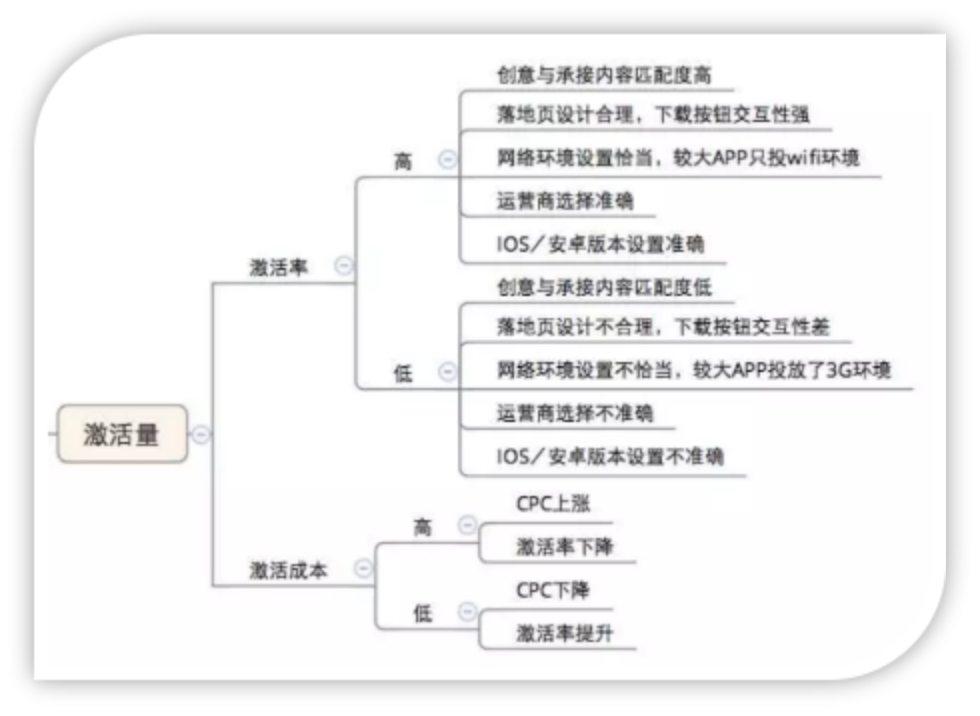 创意与承接内容匹配度高
落地页设计合理，下载按钮交互性强
高
网络环境设置恰当，较大APP只投wifi环境
运营商选择准确
IOS／安卓版本设置准确
激活率
创意与承接内容匹配度低
落地页设计不合理，下载按钮交互性差
低
网络环境设置不恰当，较大APP投放了3G环境
运营商选择不准确
IOS／安卓版本设置不准确
激活量
CPC上涨
高
激活率下降
激活成本
CPC下降
低
激活率提升